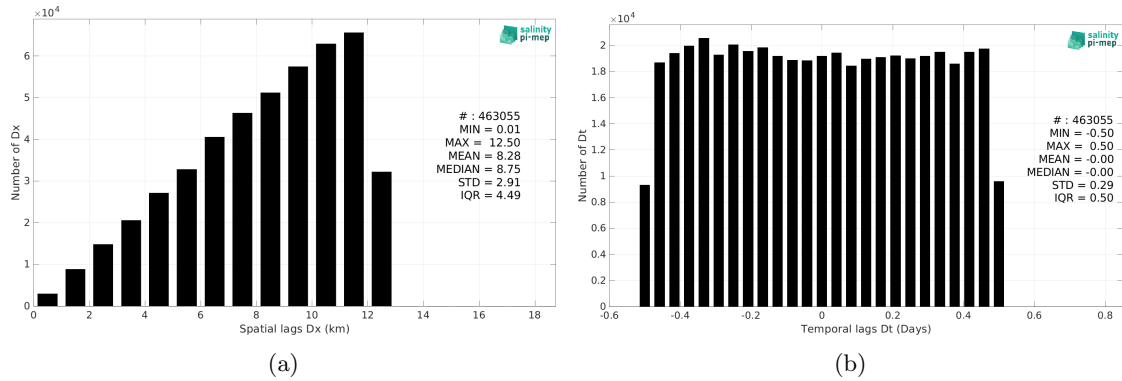 ×10⁴
6
5
4
3
2
1
0
Number of Dx
0 2 4 6 8 10 12 14 16 18
Spatial lags Dx (km)
salinity
pi-mep
# : 463055
MIN = 0.01
MAX = 12.50
MEAN = 8.28
MEDIAN = 8.75
STD = 2.91
IQR = 4.49
(a)
×10⁴
2
1.8
1.6
1.4
1.2
1
0.8
0.6
0.4
0.2
0
Number of Dt
-0.6 -0.4 -0.2 0 0.2 0.4 0.6 0.8
Temporal lags Dt (Days)
salinity
pi-mep
# : 463055
MIN = -0.50
MAX = 0.50
MEAN = -0.00
MEDIAN = -0.00
STD = 0.29
IQR = 0.50
(b)